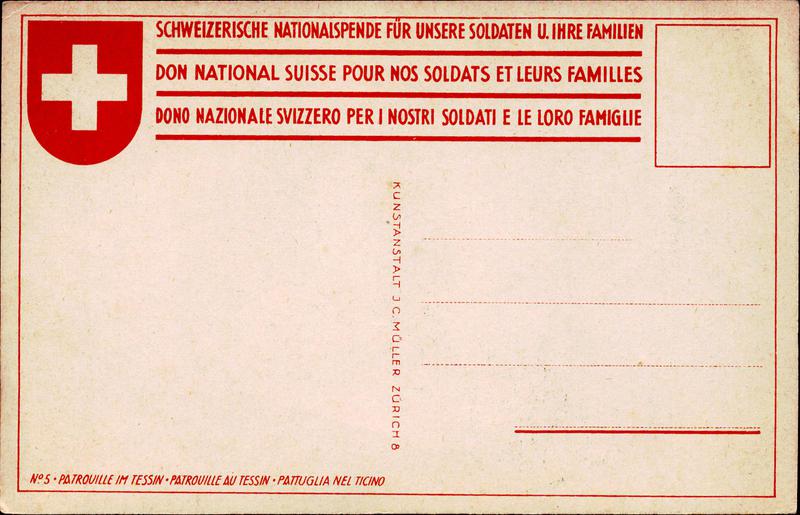 SCHWEIZERISCHE NATIONALSPENDE FÜR UNSERE SOLDATEN U. IHRE FAMILIEN
DON NATIONAL SUISSE POUR NOS SOLDATS ET LEURS FAMILLES
DONO NAZIONALE SVIZZERO PER I NOSTRI SOLDATI E LE LORO FAMIGLIE
KUNSTANSTALT J.C. MÜLLER ZÜRICH 8
Nº 5 • PATROUILLE IM TESSIN • PATROUILLE AU TESSIN • PATTUGLIA NEL TICINO